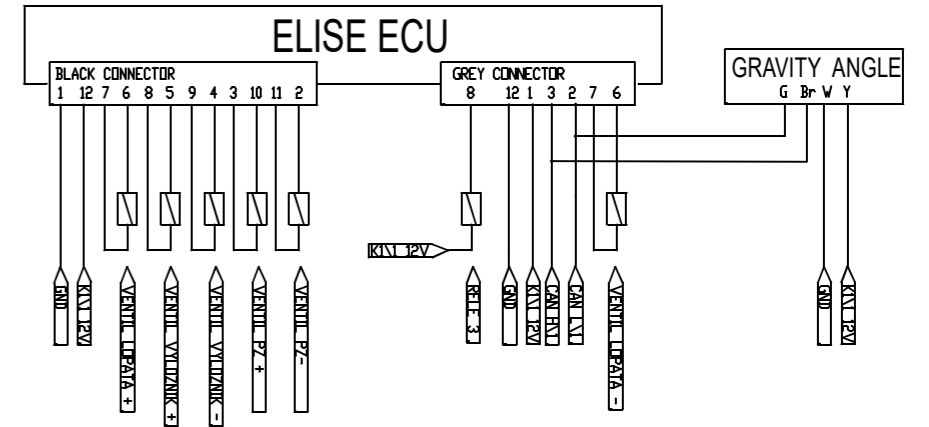 ELISE ECU
BLACK CONNECTOR
1 12 7 6 8 5 9 4 3 10 11 2
GREY CONNECTOR
8 12 1 3 2 7 6
GRAVITY ANGLE
G Br W Y
K1\1 12V
GND
K1\1 12V
VENTIL LOPATA +
VENTIL VYLOZNIK +
VENTIL VYLOZNIK -
VENTIL PZ +
VENTIL PZ-
RELE 3
GND
K1\1 12V
CAN H\1
CAN L\1
VENTIL LOPATA -
GND
K1\1 12V